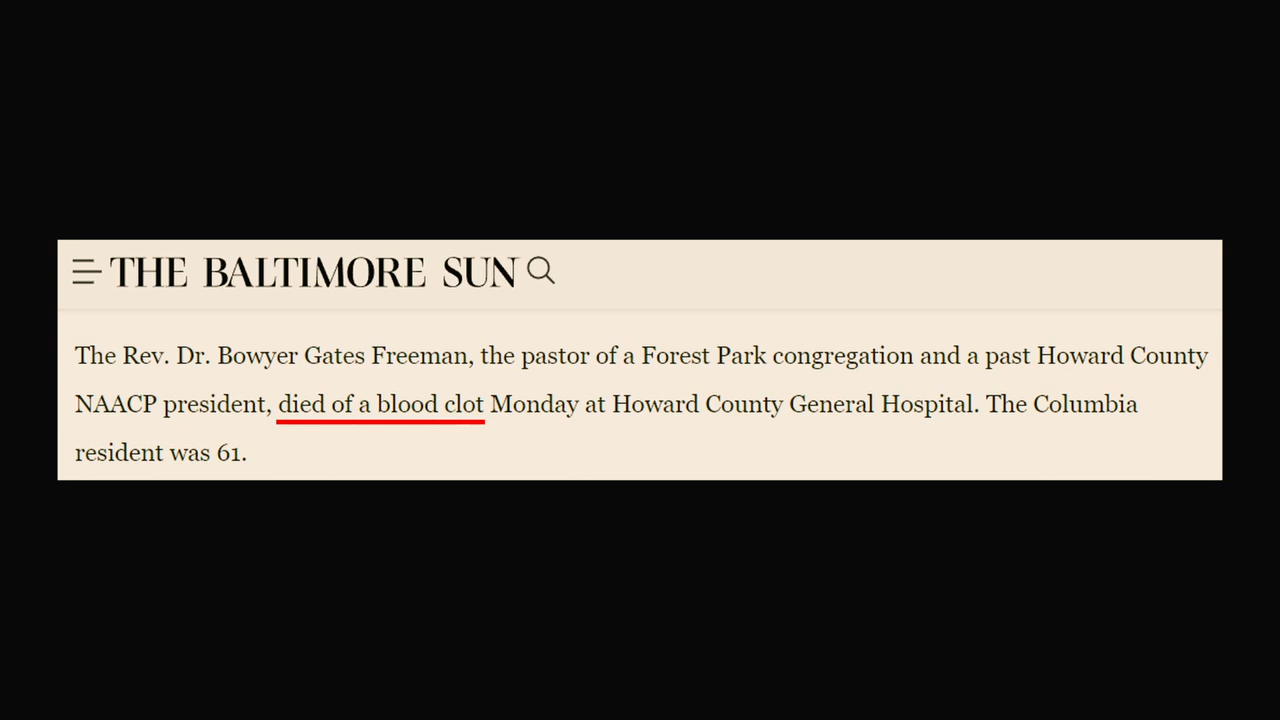 THE BALTIMORE SUN
The Rev. Dr. Bowyer Gates Freeman, the pastor of a Forest Park congregation and a past Howard County
NAACP president, died of a blood clot Monday at Howard County General Hospital. The Columbia
resident was 61.